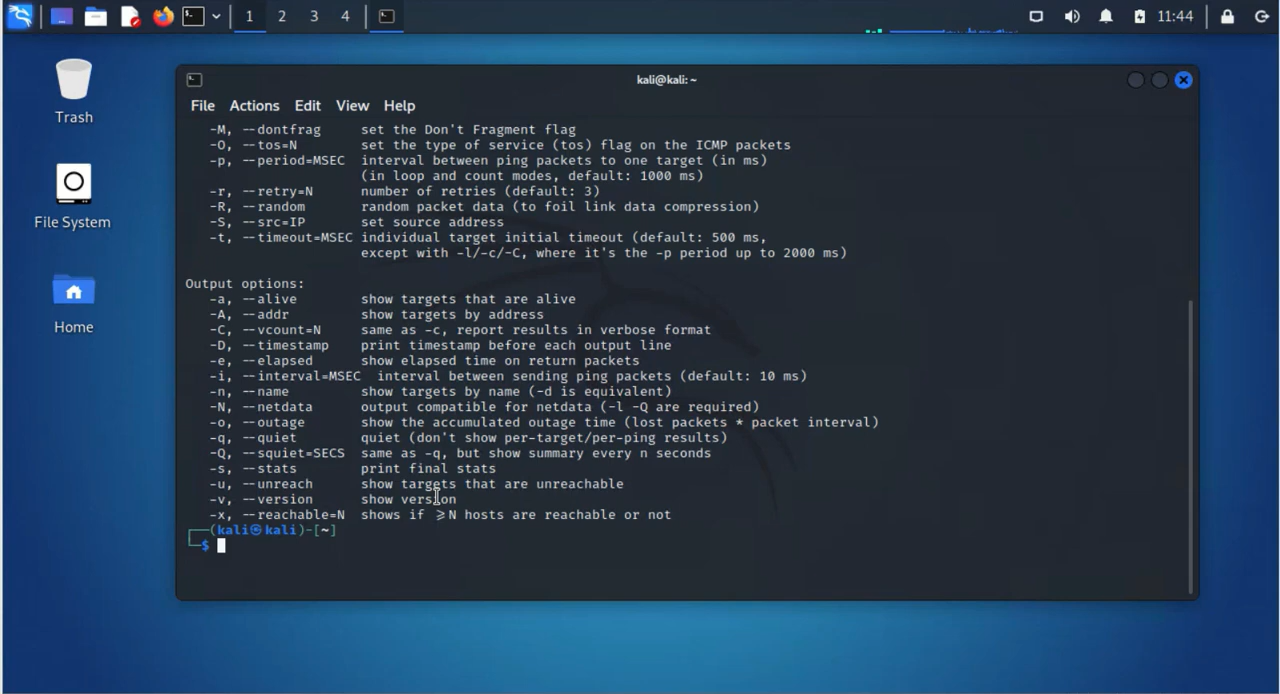 1 2 3 4 11:44
Trash
File System
Home
kali@kali: ~
File Actions Edit View Help
-M, --dontfrag set the Don't Fragment flag
-O, --tos=N set the type of service (tos) flag on the ICMP packets
-p, --period=MSEC interval between ping packets to one target (in ms)
(in loop and count modes, default: 1000 ms)
-r, --retry=N number of retries (default: 3)
-R, --random random packet data (to foil link data compression)
-S, --src=IP set source address
-t, --timeout=MSEC individual target initial timeout (default: 500 ms,
except with -l/-c/-C, where it's the -p period up to 2000 ms)
Output options:
-a, --alive show targets that are alive
-A, --addr show targets by address
-C, --vcount=N same as -c, report results in verbose format
-D, --timestamp print timestamp before each output line
-e, --elapsed show elapsed time on return packets
-i, --interval=MSEC interval between sending ping packets (default: 10 ms)
-n, --name show targets by name (-d is equivalent)
-N, --netdata output compatible for netdata (-l -Q are required)
-o, --outage show the accumulated outage time (lost packets * packet interval)
-q, --quiet quiet (don't show per-target/per-ping results)
-Q, --squiet=SECS same as -q, but show summary every n seconds
-s, --stats print final stats
-u, --unreach show targets that are unreachable
-v, --version show version
-x, --reachable=N shows if ≥N hosts are reachable or not
┌──(kali㉿kali)-[~]
└─$